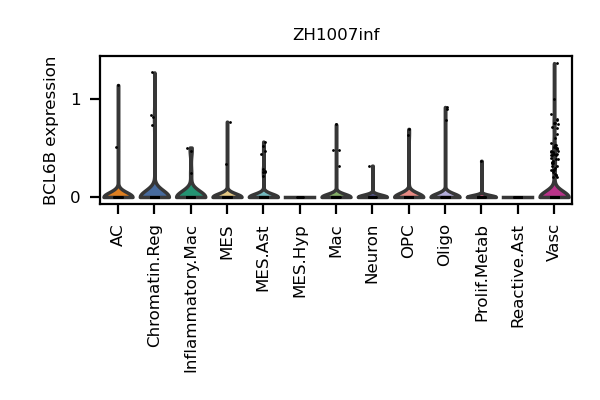 ZH1007inf
BCL6B expression
1
0
AC
Chromatin.Reg
Inflammatory.Mac
MES
MES.Ast
MES.Hyp
Mac
Neuron
OPC
Oligo
Prolif.Metab
Reactive.Ast
Vasc